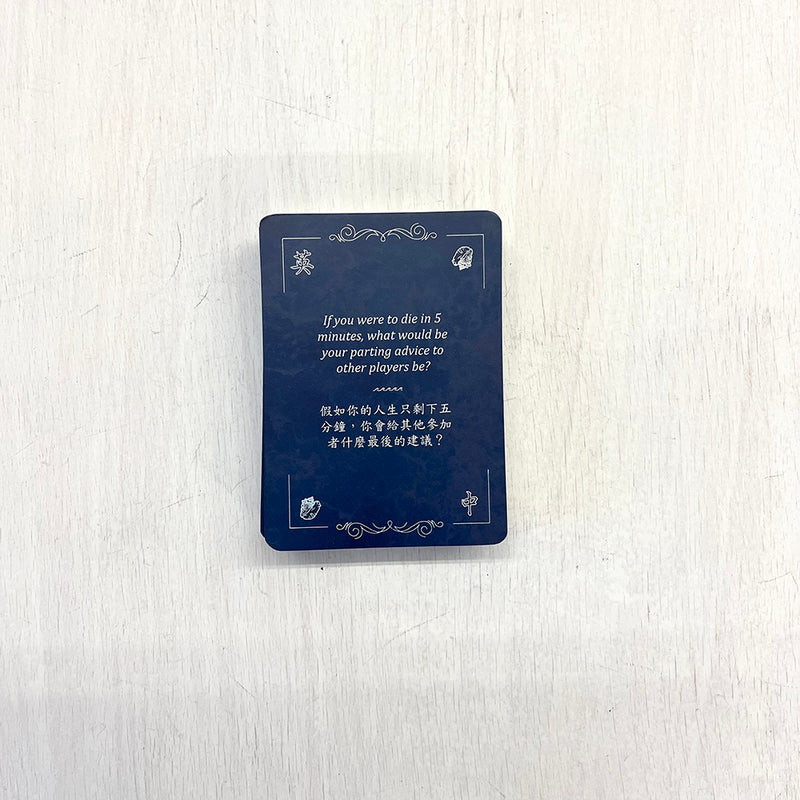 英
If you were to die in 5
minutes, what would be
your parting advice to
other players be?
假如你的人生只剩下五
分鐘，你會給其他參加
者什麼最後的建議？
中